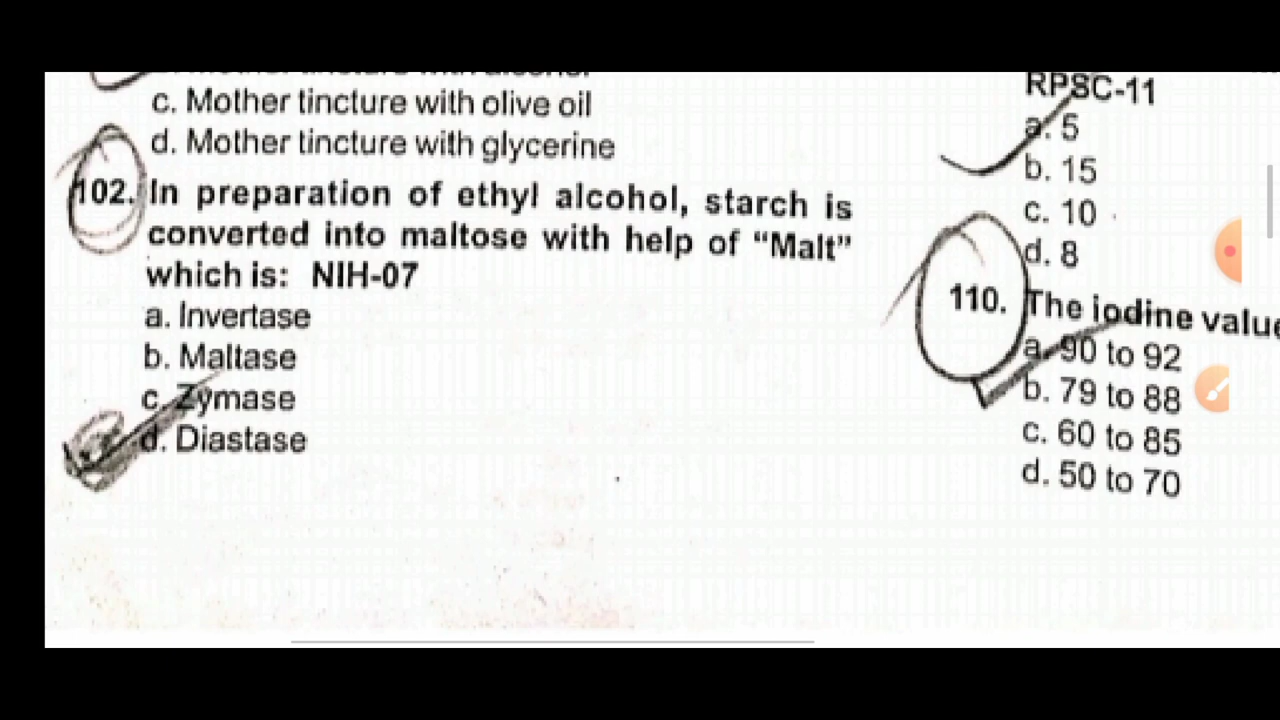 c. Mother tincture with olive oil
d. Mother tincture with glycerine
102. In preparation of ethyl alcohol, starch is
converted into maltose with help of “Malt”
which is: NIH-07
a. Invertase
b. Maltase
c. Zymase
d. Diastase
RPSC-11
a. 5
b. 15
c. 10
d. 8
110. The iodine value
a. 90 to 92
b. 79 to 88
c. 60 to 85
d. 50 to 70